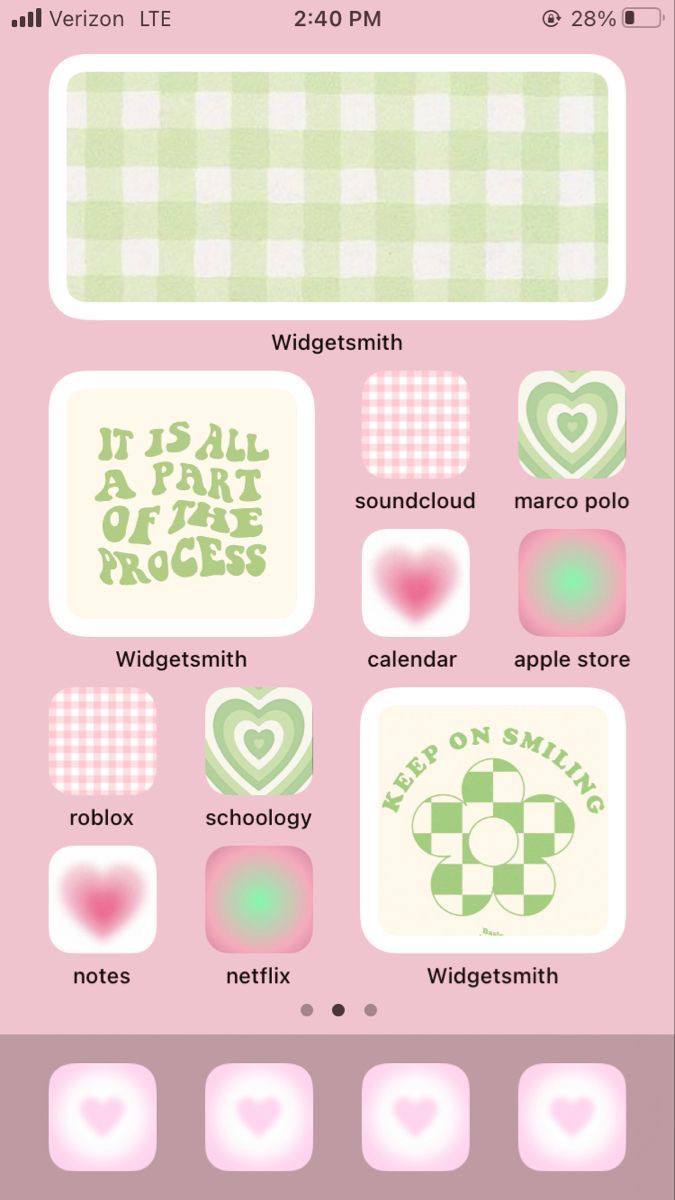 Verizon LTE 2:40 PM 28%
Widgetsmith
IT IS ALL
A PART
OF THE
PROCESS
Widgetsmith
soundcloud marco polo
calendar apple store
roblox schoology
notes netflix
KEEP ON SMILING
Widgetsmith